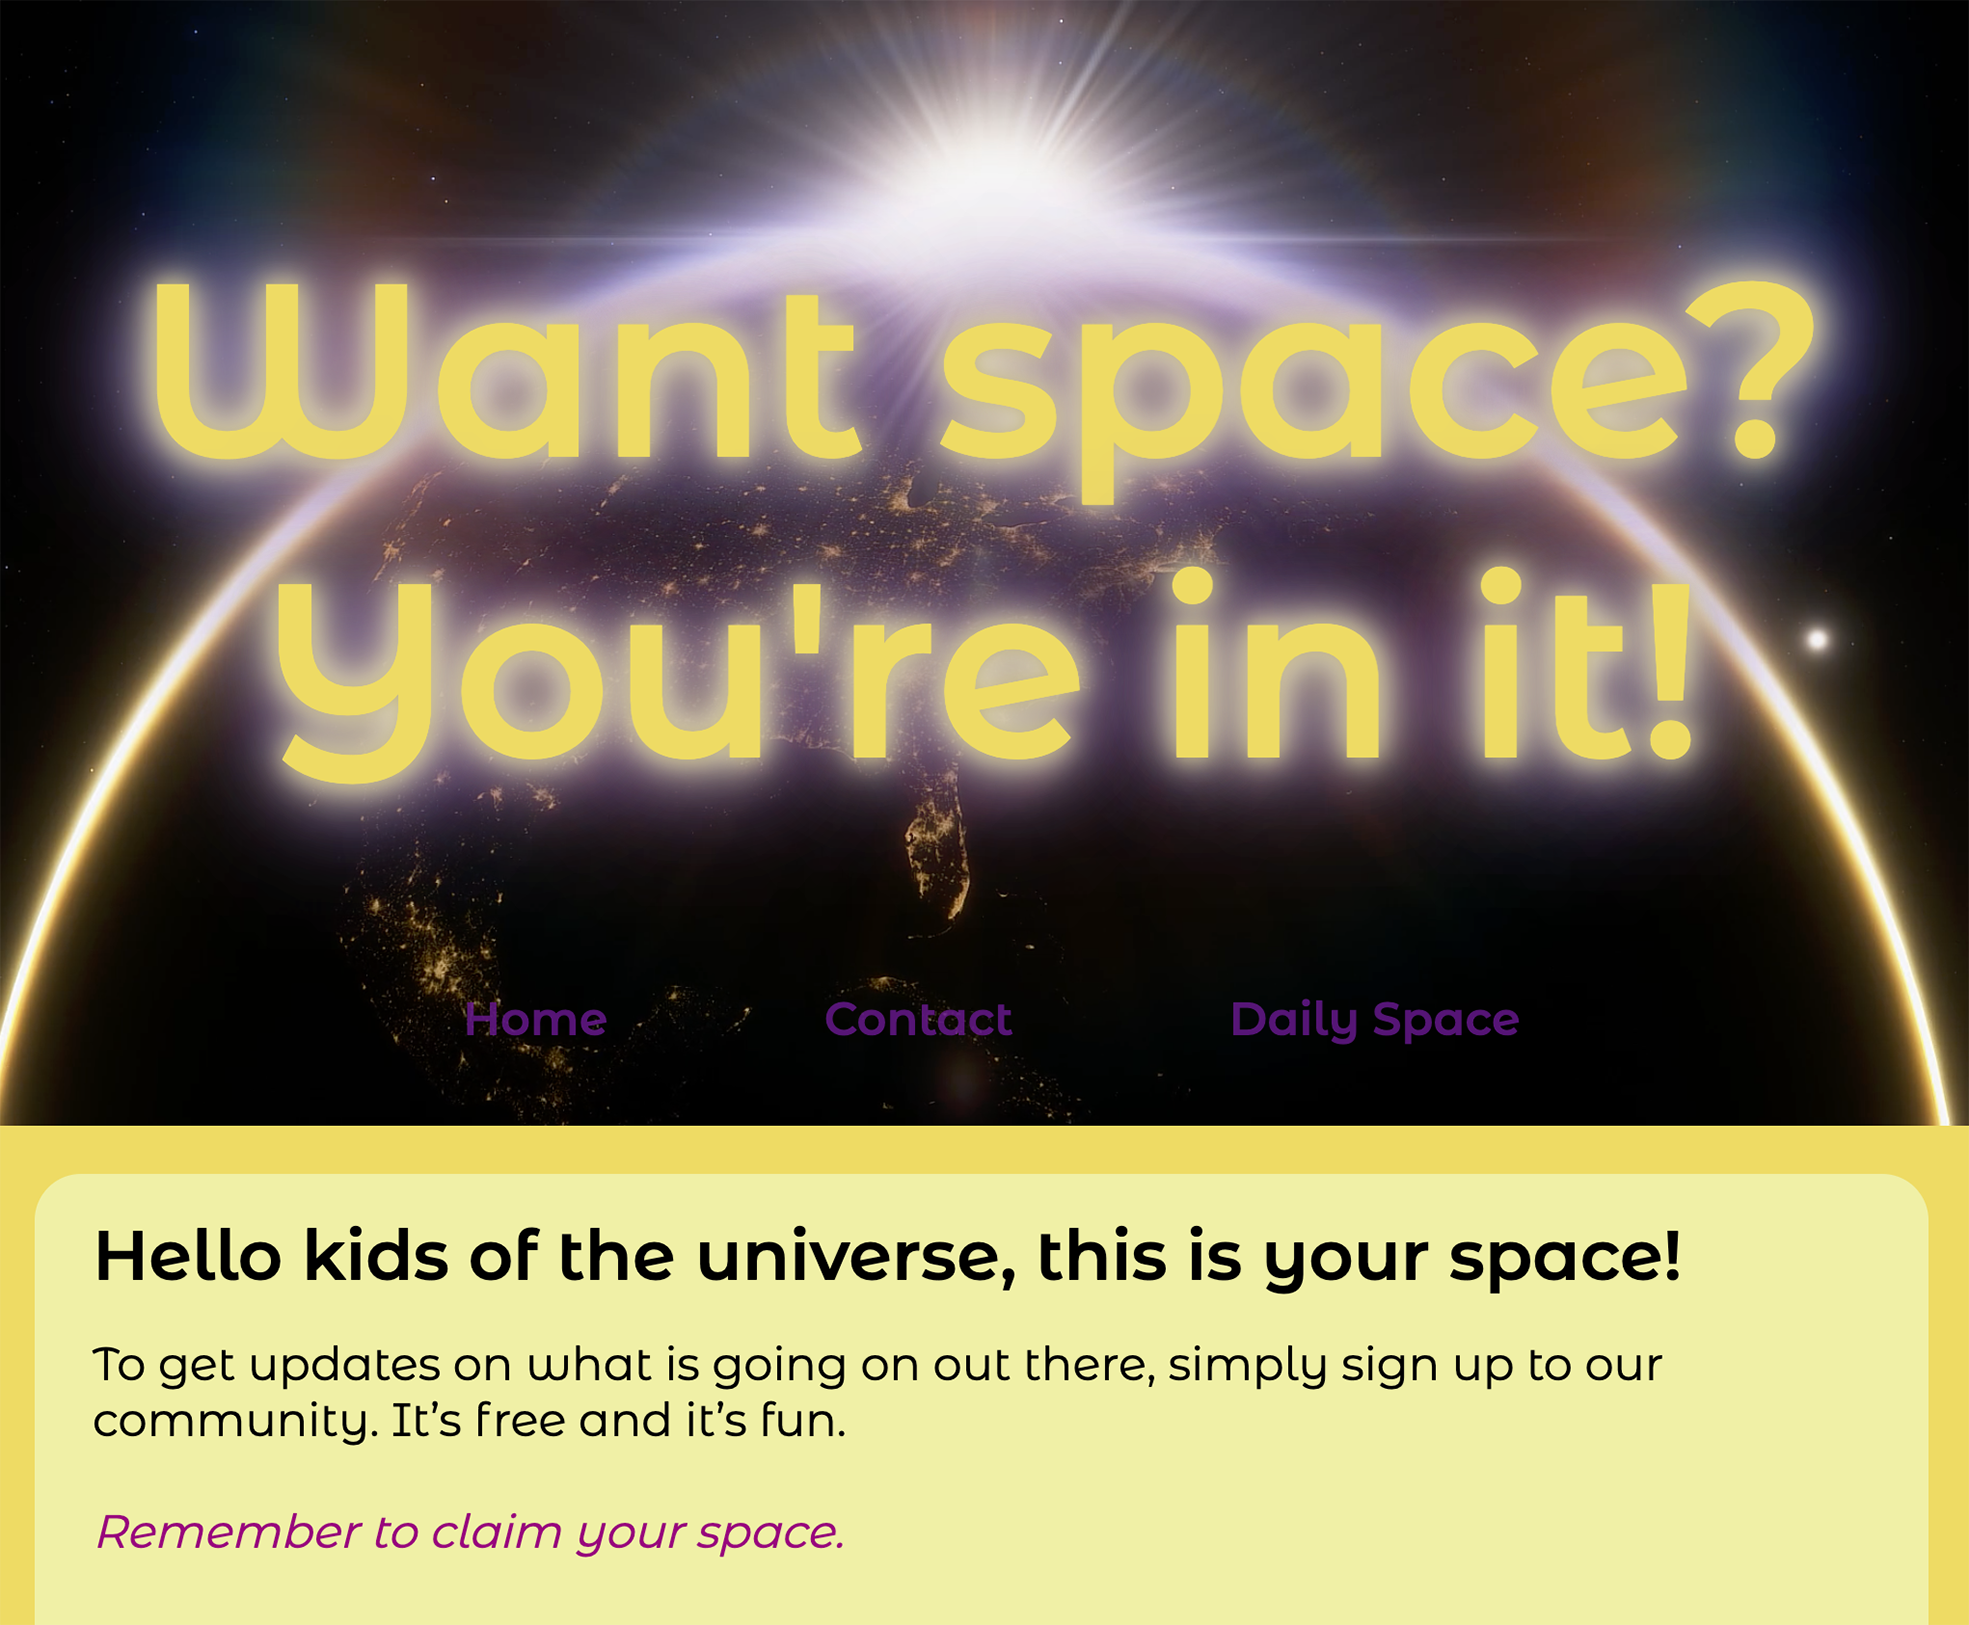 Want space?
You're in it!
Home Contact Daily Space
Hello kids of the universe, this is your space!
To get updates on what is going on out there, simply sign up to our
community. It’s free and it’s fun.
Remember to claim your space.